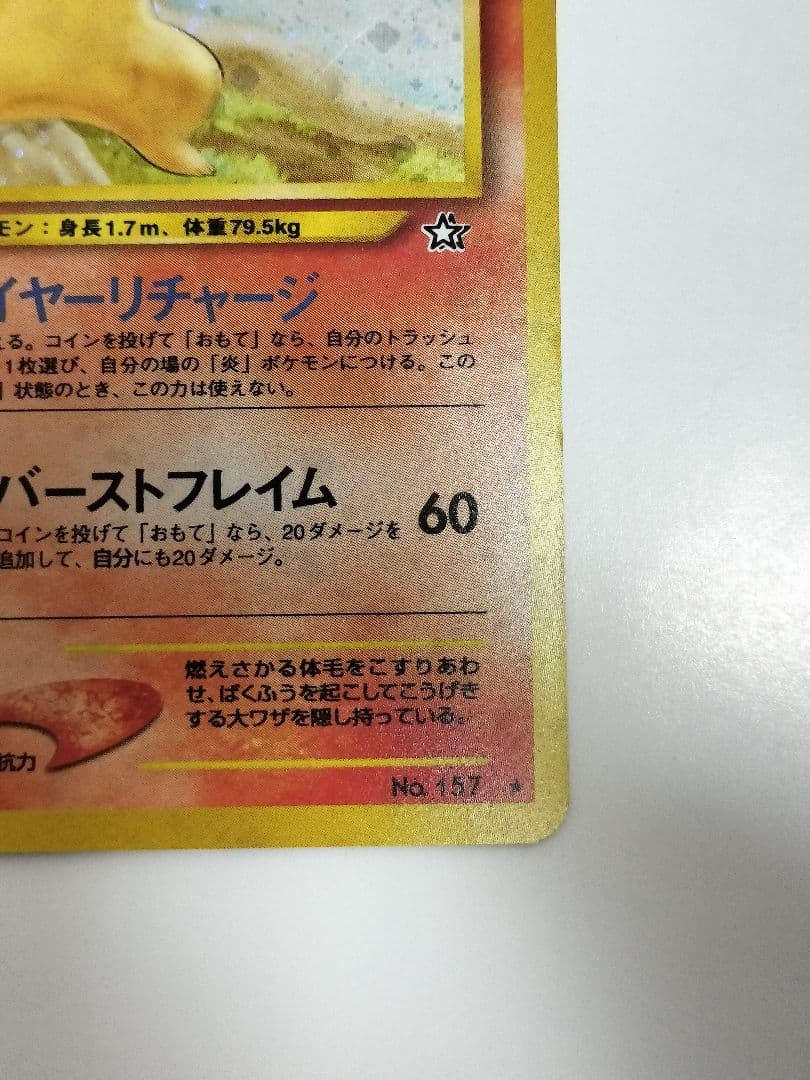 モン：身長1.7m、体重79.5kg
イヤーリチャージ
える。コインを投げて「おもて」なら、自分のトラッシュ
1枚選び、自分の場の「炎」ポケモンにつける。この
」状態のとき、この力は使えない。
バーストフレイム
60
コインを投げて「おもて」なら、20ダメージを
追加して、自分にも20ダメージ。
燃えさかる体毛をこすりあわ
せ、ばくふうを起こしてこうげき
する大ワザを隠し持っている。
抗力
No. 157 ★